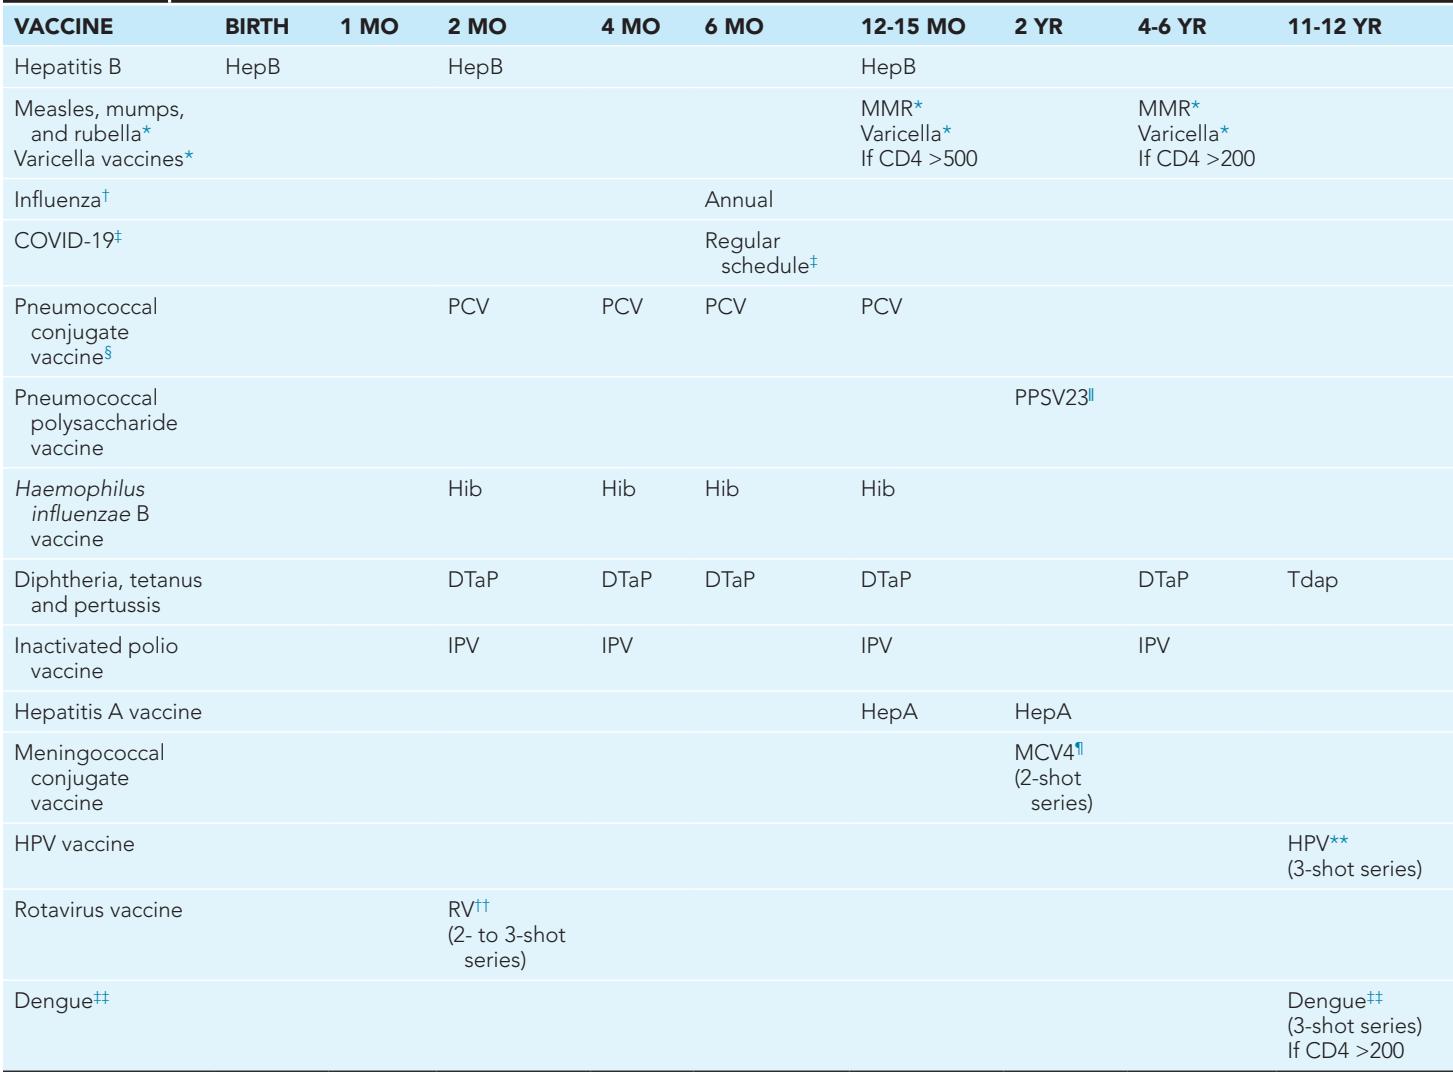 VACCINE BIRTH 1 MO 2 MO 4 MO 6 MO 12-15 MO 2 YR 4-6 YR 11-12 YR
Hepatitis B HepB HepB HepB
Measles, mumps, MMR* MMR*
and rubella* Varicella* Varicella*
Varicella vaccines* If CD4 >500 If CD4 >200
Influenza† Annual
COVID-19‡ Regular
schedule‡
Pneumococcal PCV PCV PCV PCV
conjugate
vaccine§
Pneumococcal PPSV23‖
polysaccharide
vaccine
Haemophilus Hib Hib Hib Hib
influenzae B
vaccine
Diphtheria, tetanus DTaP DTaP DTaP DTaP DTaP Tdap
and pertussis
Inactivated polio IPV IPV IPV IPV
vaccine
Hepatitis A vaccine HepA HepA
Meningococcal MCV4¶
conjugate (2-shot
vaccine series)
HPV vaccine HPV**
(3-shot series)
Rotavirus vaccine RV††
(2- to 3-shot
series)
Dengue‡‡ Dengue‡‡
(3-shot series)
If CD4 >200